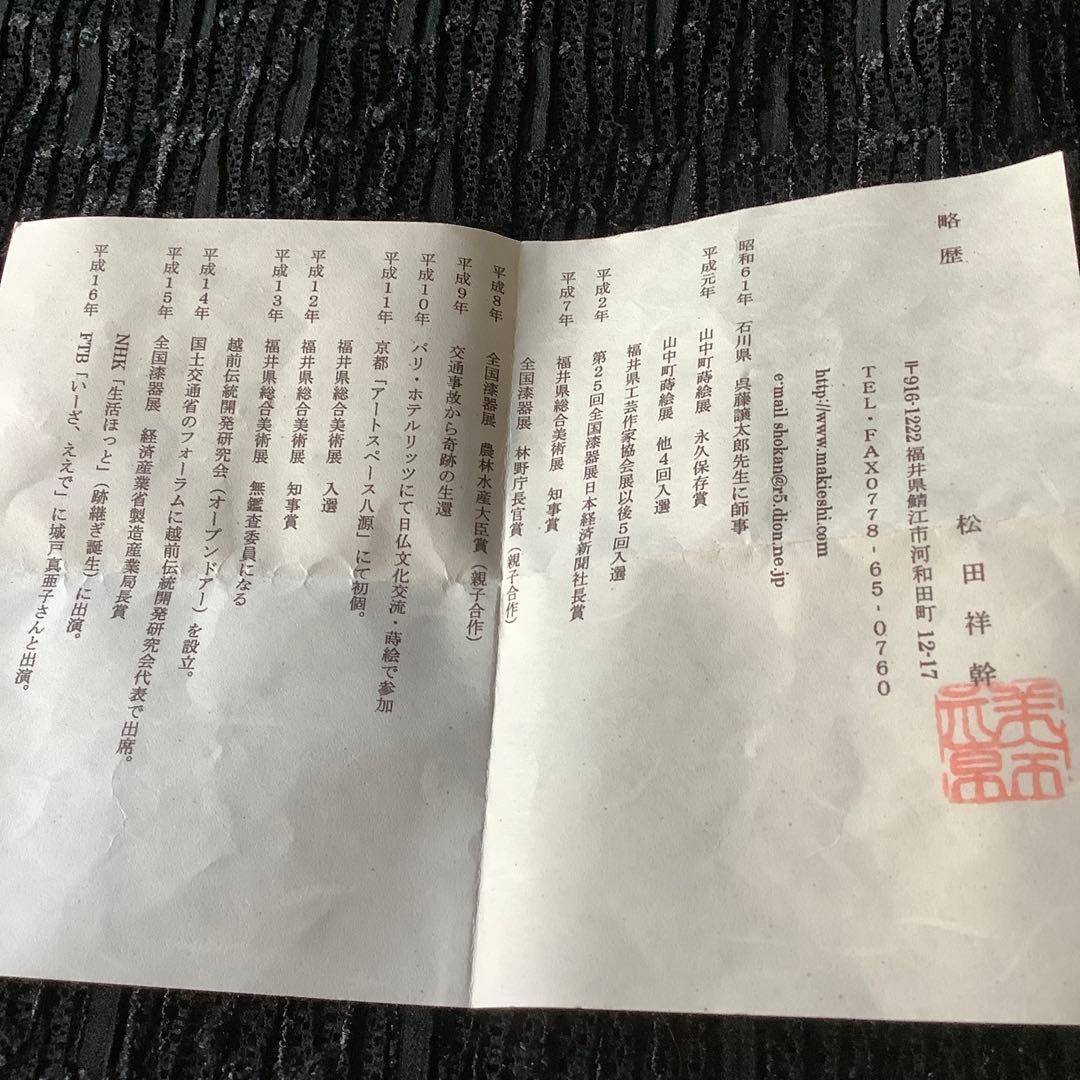 略歴
松田祥幹
〒916-1222 福井県鯖江市河和田町 12-17
TEL・FAX0778-65-0760
http://www.makieshi.com
e-mail shokan@r5.dion.ne.jp
昭和61年 石川県 呉藤譲太郎先生に師事
平成元年 山中町蒔絵展 永久保存賞
山中町蒔絵展 他4回入選
福井県工芸作家協会展以後5回入選
平成2年 第25回全国漆器展日本経済新聞社長賞
平成7年 福井県総合美術展 知事賞
全国漆器展 林野庁長官賞(親子合作)
平成8年 全国漆器展 農林水産大臣賞(親子合作)
平成9年 交通事故から奇跡の生還
平成10年 パリ・ホテルリッツにて日仏文化交流・蒔絵で参加
平成11年 京都「アートスペース八源」にて初個。
福井県総合美術展 入選
平成12年 福井県総合美術展 知事賞
平成13年 福井県総合美術展 無鑑査委員になる
越前伝統開発研究会(オープンドアー)を設立。
平成14年 国土交通省のフォーラムに越前伝統開発研究会代表で出席。
平成15年 全国漆器展 経済産業省製造産業局長賞
NHK「生活ほっと」(跡継ぎ誕生)に出演。
平成16年 FTB「いーざ、ええで」に城戸真亜子さんと出演。